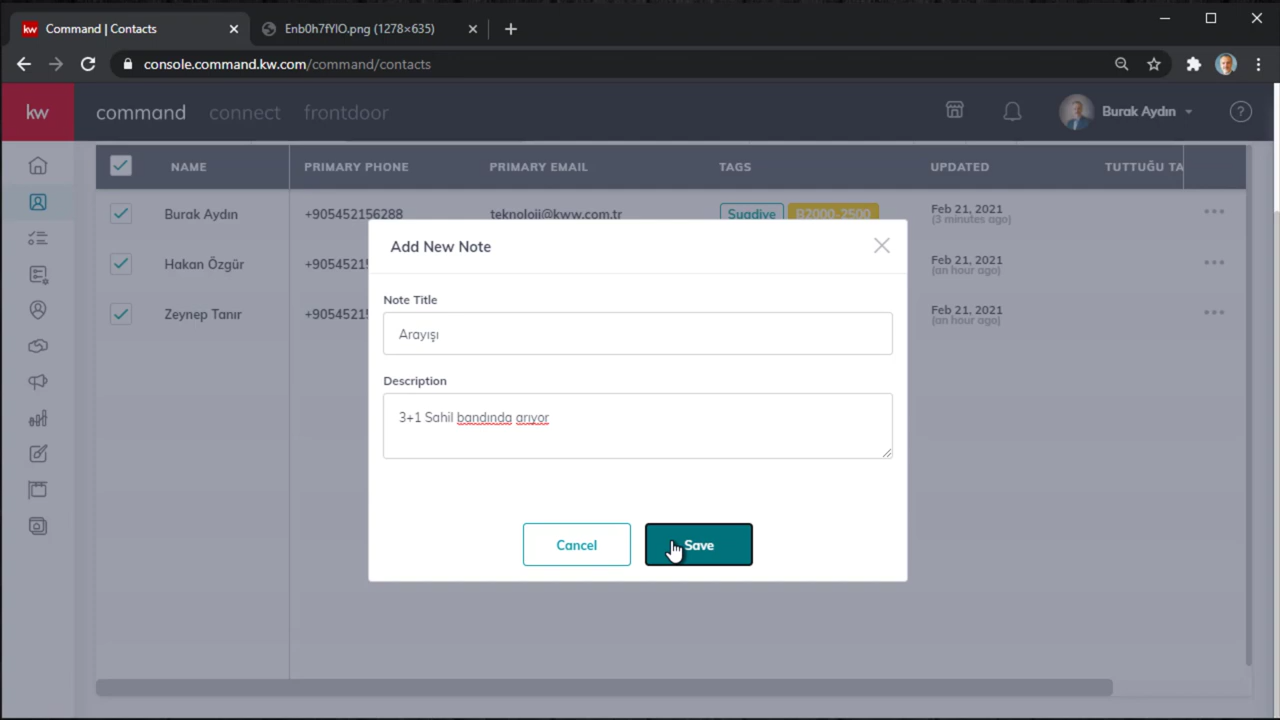 kw Command | Contacts
Enb0h7fYIO.png (1278×635)
console.command.kw.com/command/contacts
kw command connect frontdoor
Burak Aydın
NAME PRIMARY PHONE PRIMARY EMAIL TAGS UPDATED TUTTUĞU TA
Burak Aydın +905452156288 teknoloji@kww.com.tr Suadiye B2000-2500 Feb 21, 2021
(3 minutes ago)
Add New Note
Hakan Özgür Feb 21, 2021
(an hour ago)
Note Title
Zeynep Tanır Feb 21, 2021
(an hour ago)
Arayışı
Description
3+1 Sahil bandında arıyor
Cancel Save